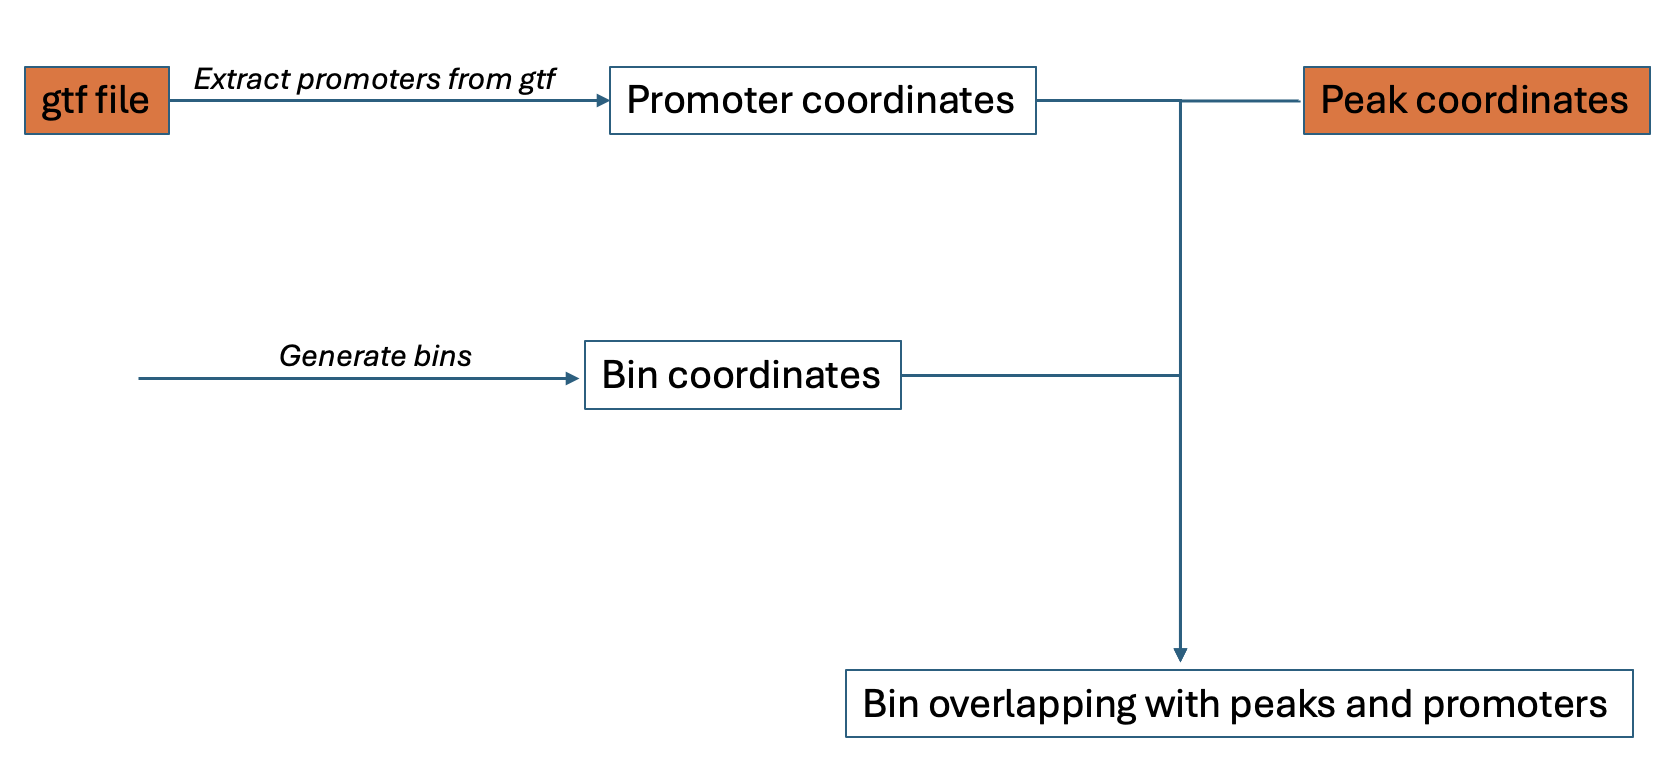 gtf file
Extract promoters from gtf
Promoter coordinates
Peak coordinates
Generate bins
Bin coordinates
Bin overlapping with peaks and promoters